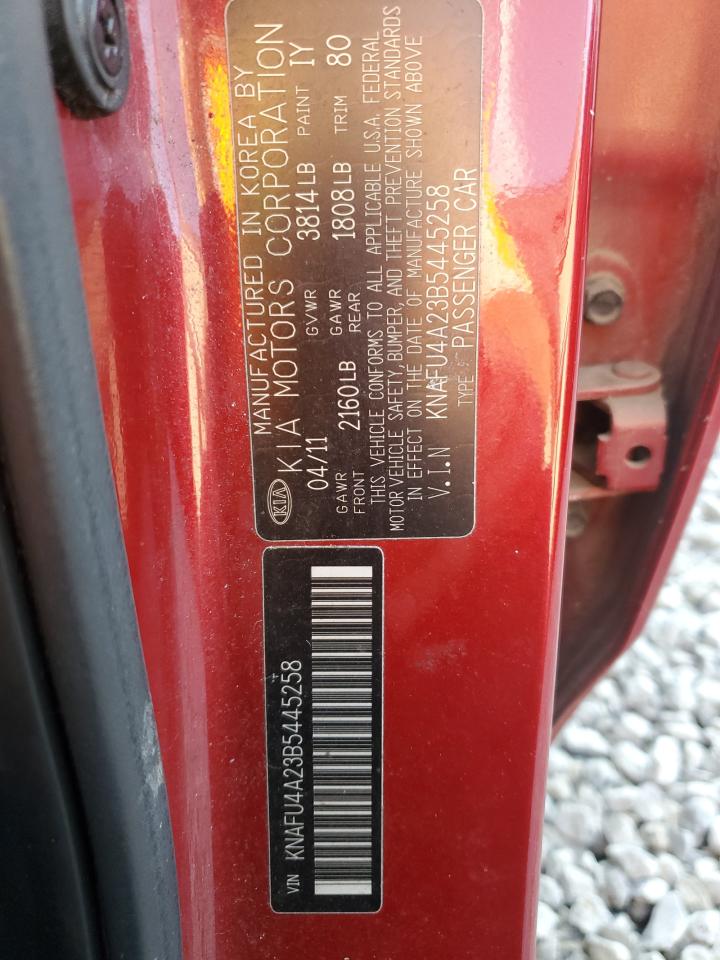 MANUFACTURED IN KOREA BY
KIA KIA MOTORS CORPORATION
04/11 GVWR 3814LB PAINT IY
GAWR FRONT 2160LB GAWR REAR 1808LB TRIM 80
THIS VEHICLE CONFORMS TO ALL APPLICABLE U.S.A. FEDERAL
MOTOR VEHICLE SAFETY, BUMPER, AND THEFT PREVENTION STANDARDS
IN EFFECT ON THE DATE OF MANUFACTURE SHOWN ABOVE
V.I.N KNAFU4A23B5445258
TYPE : PASSENGER CAR
VIN KNAFU4A23B5445258